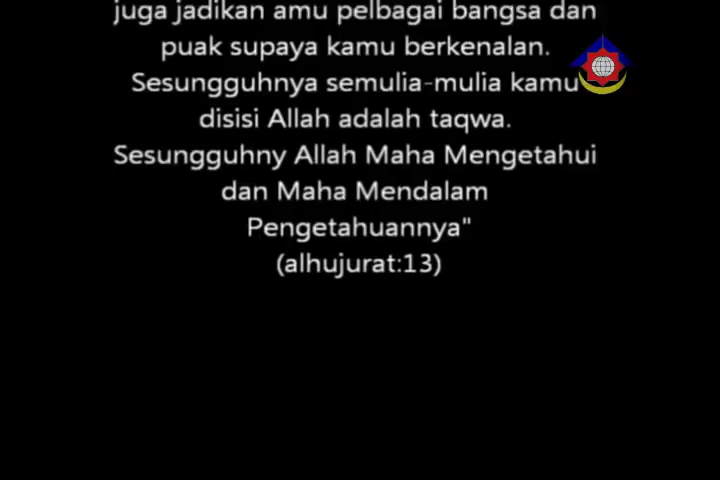 juga jadikan amu pelbagai bangsa dan
puak supaya kamu berkenalan.
Sesungguhnya semulia-mulia kamu
disisi Allah adalah taqwa.
Sesungguhny Allah Maha Mengetahui
dan Maha Mendalam
Pengetahuannya"
(alhujurat:13)